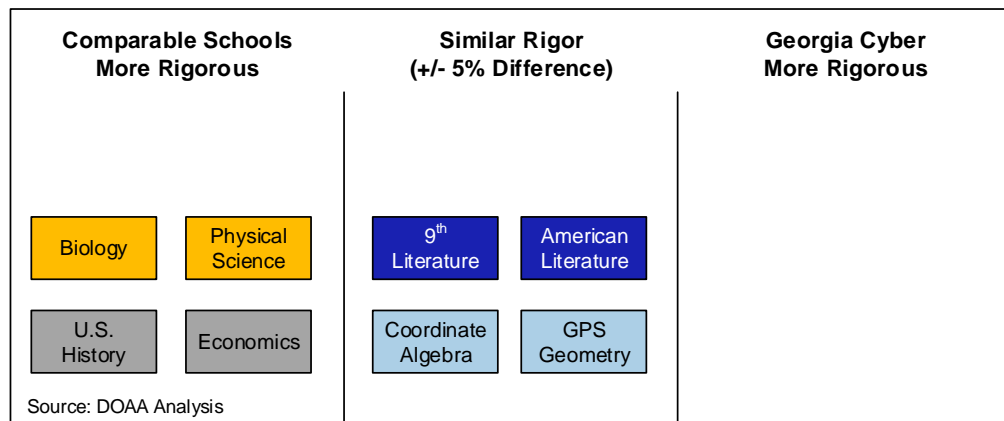 Comparable Schools
More Rigorous
Similar Rigor
(+/- 5% Difference)
Georgia Cyber
More Rigorous
Biology
Physical
Science
9th
Literature
American
Literature
U.S.
History
Economics
Coordinate
Algebra
GPS
Geometry
Source: DOAA Analysis